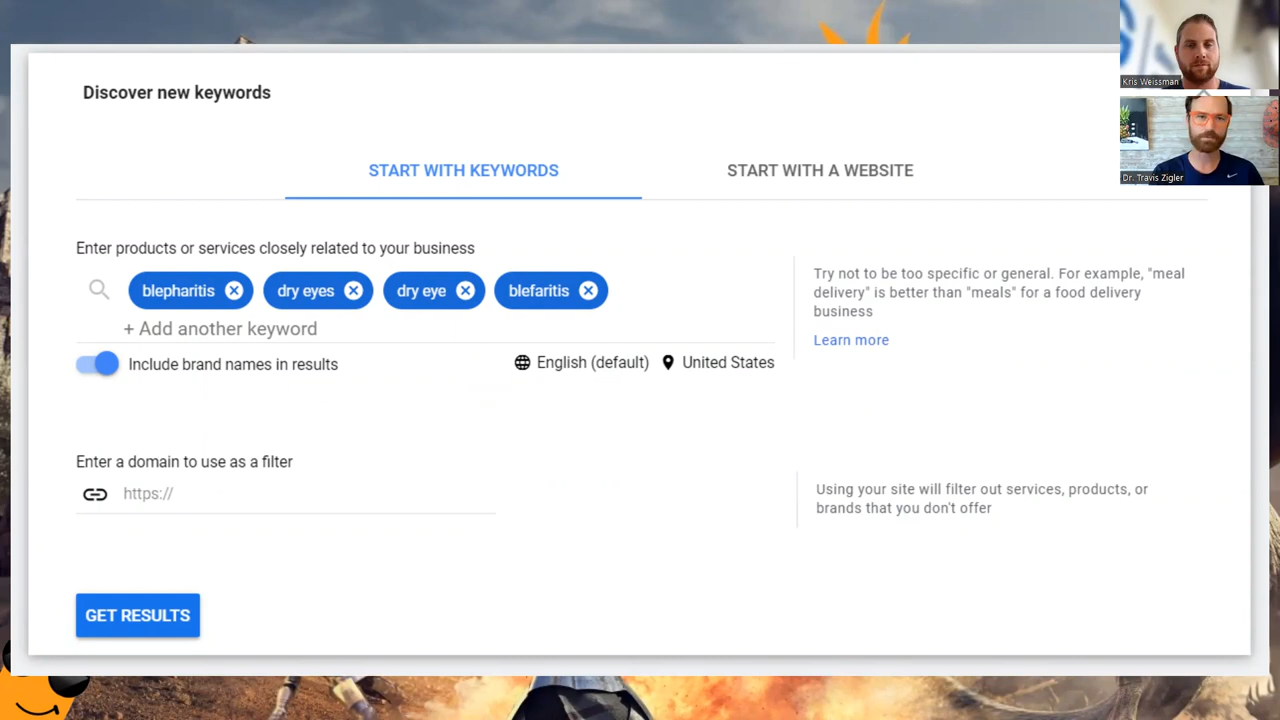 Discover new keywords
Kris Weissman
START WITH KEYWORDS
START WITH A WEBSITE
Dr. Travis Zigler
Enter products or services closely related to your business
blepharitis
dry eyes
dry eye
blefaritis
+ Add another keyword
Include brand names in results
English (default)
United States
Try not to be too specific or general. For example, "meal
delivery" is better than "meals" for a food delivery
business
Learn more
Enter a domain to use as a filter
https://
Using your site will filter out services, products, or
brands that you don't offer
GET RESULTS